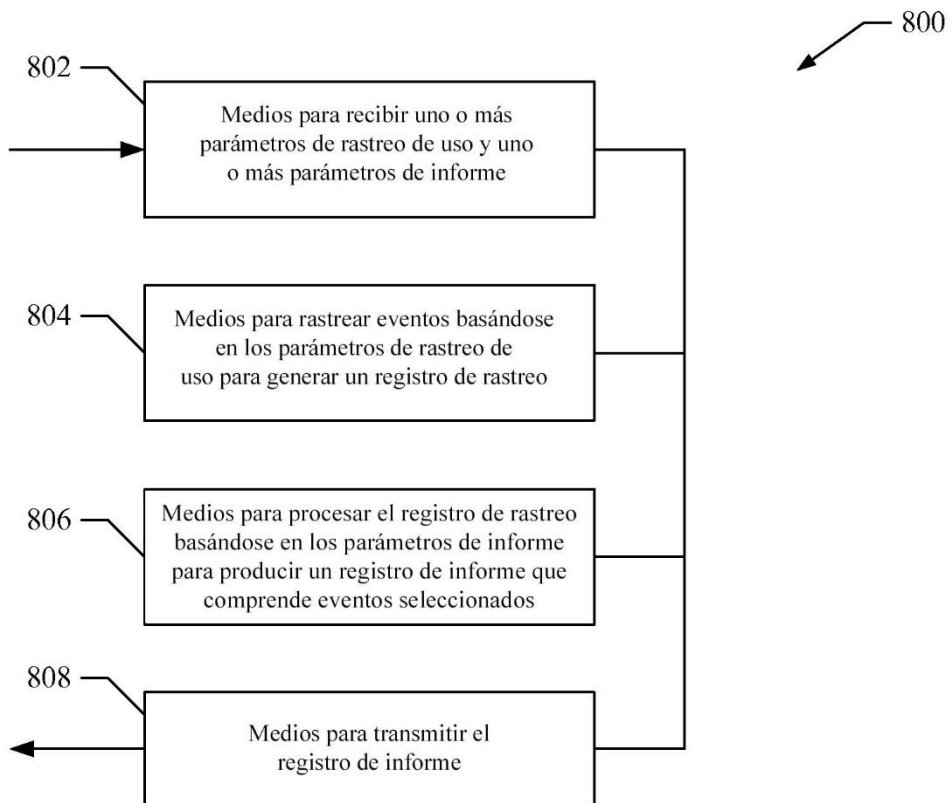 800
802
Medios para recibir uno o más
parámetros de rastreo de uso y uno
o más parámetros de informe
804
Medios para rastrear eventos basándose
en los parámetros de rastreo de
uso para generar un registro de rastreo
806
Medios para procesar el registro de rastreo
basándose en los parámetros de informe
para producir un registro de informe que
comprende eventos seleccionados
808
Medios para transmitir el
registro de informe